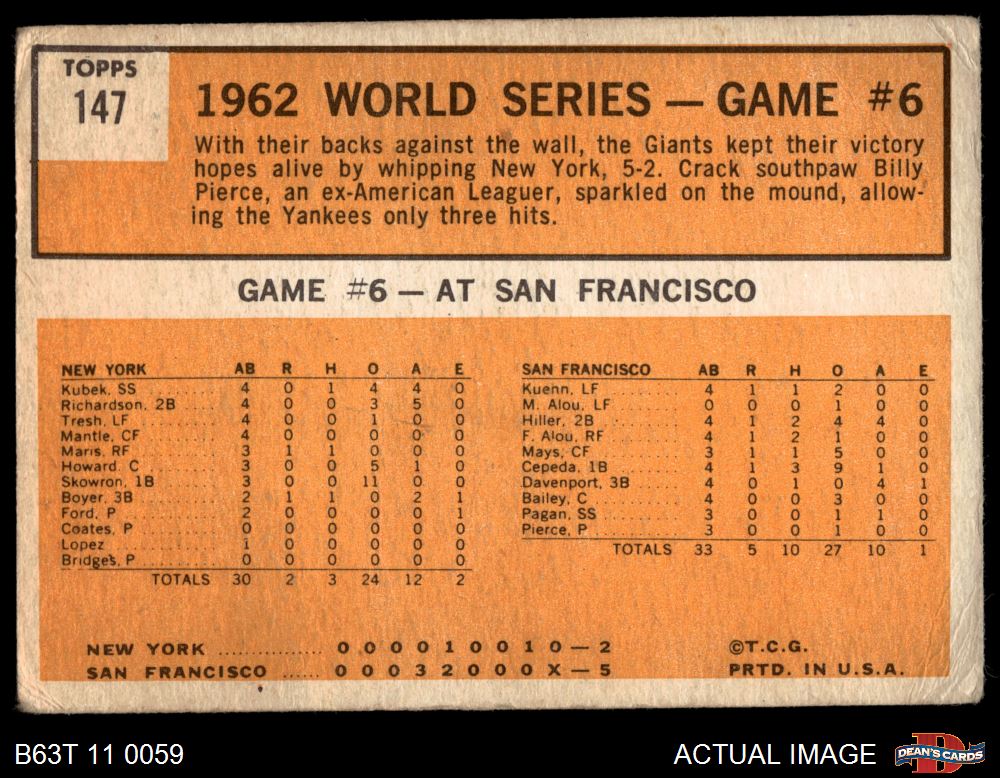 TOPPS
147
1962 WORLD SERIES — GAME #6
With their backs against the wall, the Giants kept their victory
hopes alive by whipping New York, 5-2. Crack southpaw Billy
Pierce, an ex-American Leaguer, sparkled on the mound, allow-
ing the Yankees only three hits.
GAME #6 — AT SAN FRANCISCO
NEW YORK AB R H O A E
Kubek, SS 4 0 1 4 4 0
Richardson, 2B .... 4 0 0 3 5 0
Tresh, LF 4 0 0 1 0 0
Mantle, CF 4 0 0 0 0 0
Maris, RF 3 1 1 0 0 0
Howard, C 3 0 0 5 1 0
Skowron, 1B 3 0 0 11 0 0
Boyer, 3B 2 1 1 0 2 1
Ford, P 2 0 0 0 0 1
Coates, P 0 0 0 0 0 0
Lopez 1 0 0 0 0 0
Bridges, P 0 0 0 0 0 0
TOTALS 30 2 3 24 12 2
SAN FRANCISCO AB R H O A E
Kuenn, LF 4 1 1 2 0 0
M. Alou, LF 0 0 0 1 0 0
Hiller, 2B 4 1 2 4 4 0
F. Alou, RF 4 1 2 1 0 0
Mays, CF 3 1 1 5 0 0
Cepeda, 1B 4 1 3 9 1 0
Davenport, 3B 4 0 1 0 4 1
Bailey, C 4 0 0 3 0 0
Pagan, SS 3 0 0 1 1 0
Pierce, P 3 0 0 1 0 0
TOTALS 33 5 10 27 10 1
NEW YORK ............... 0 0 0 0 1 0 0 1 0 — 2
SAN FRANCISCO ...... 0 0 0 3 2 0 0 0 X — 5
©T.C.G.
PRTD. IN U.S.A.
B63T 11 0059
ACTUAL IMAGE
DEAN'S CARDS